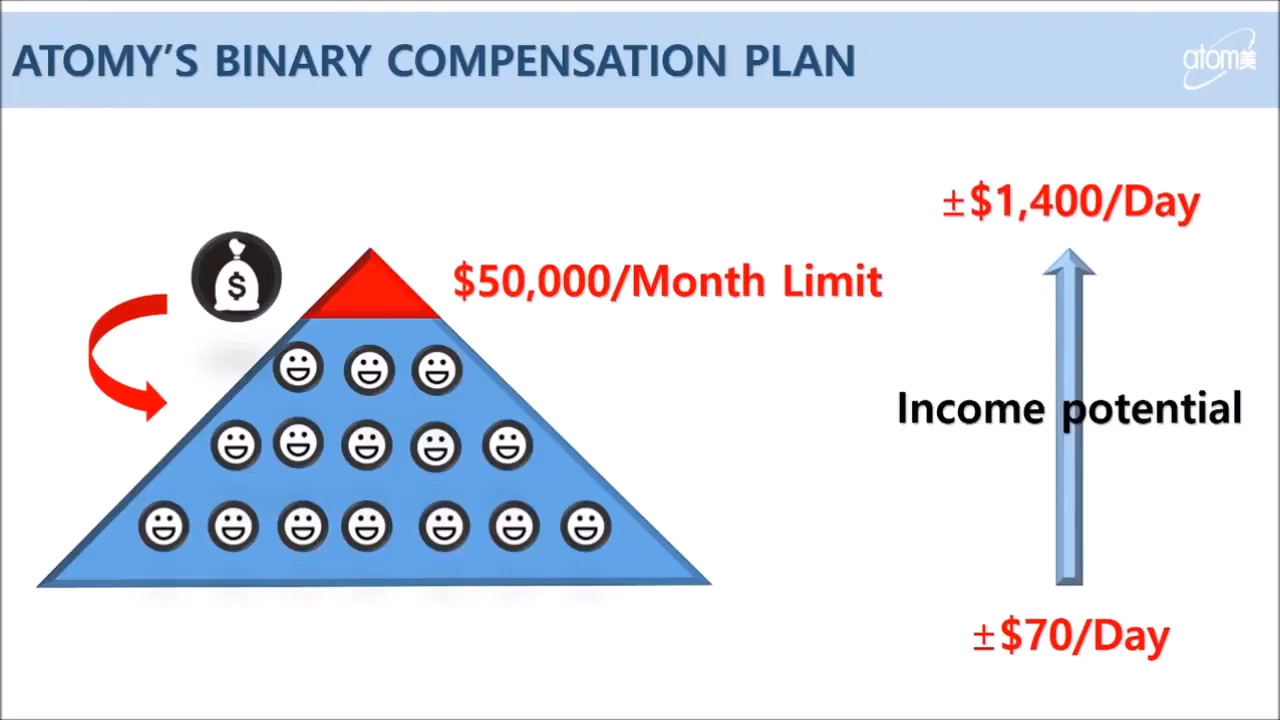 ATOMY'S BINARY COMPENSATION PLAN
atom美
±$1,400/Day
$50,000/Month Limit
$
Income potential
±$70/Day